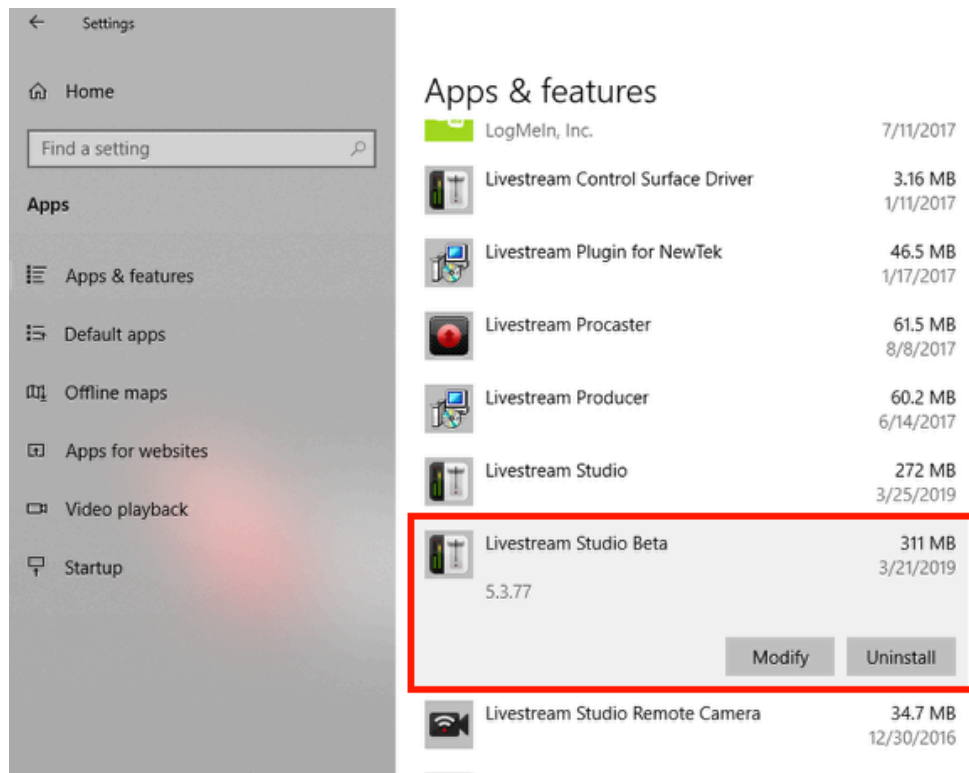 Settings
Home
Find a setting
Apps
Apps & features
Default apps
Offline maps
Apps for websites
Video playback
Startup
Apps & features
LogMeIn, Inc. 7/11/2017
Livestream Control Surface Driver 3.16 MB
1/11/2017
Livestream Plugin for NewTek 46.5 MB
1/17/2017
Livestream Procaster 61.5 MB
8/8/2017
Livestream Producer 60.2 MB
6/14/2017
Livestream Studio 272 MB
3/25/2019
Livestream Studio Beta 311 MB
3/21/2019
5.3.77
Modify Uninstall
Livestream Studio Remote Camera 34.7 MB
12/30/2016